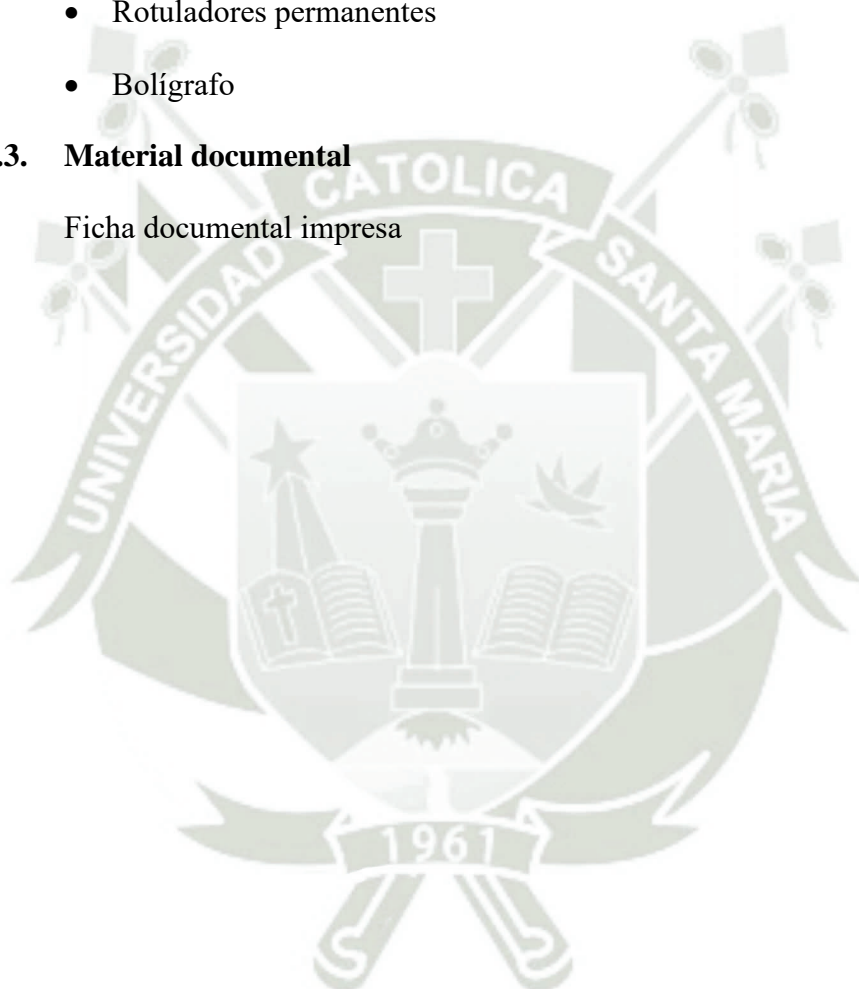 • Rotuladores permanentes
• Bolígrafo
.3. Material documental
Ficha documental impresa
UNIVERSIDAD CATOLICA SANTA MARIA
1961